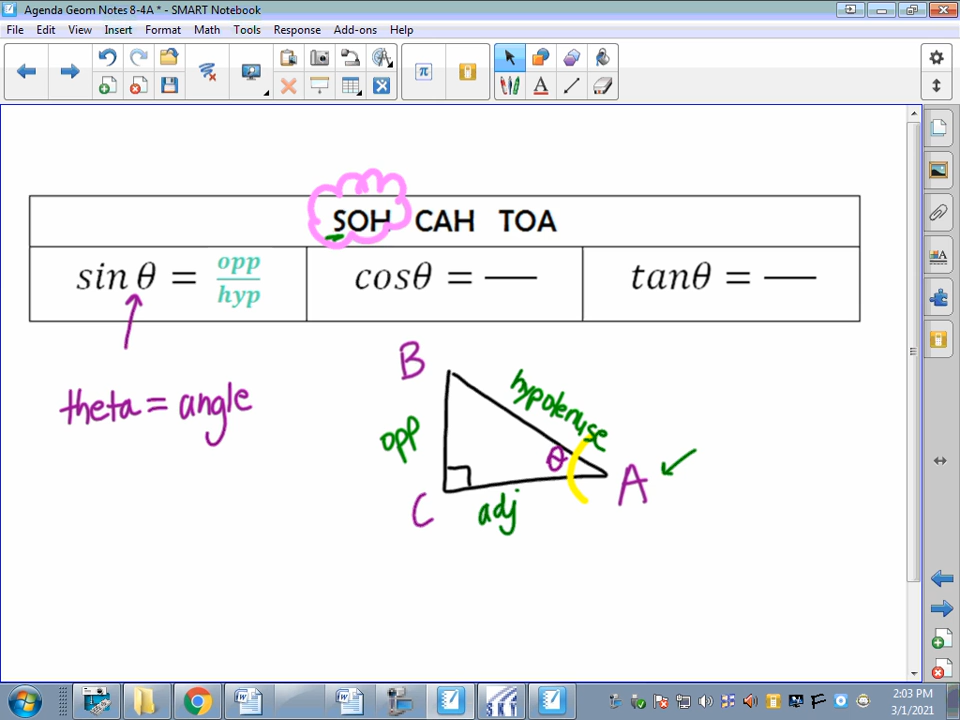 Agenda Geom Notes 8-4A * - SMART Notebook
File Edit View Insert Format Math Tools Response Add-ons Help
π
A
SOH CAH TOA
sin θ = opp/hyp
cosθ = —
tanθ = —
theta = angle
B
hypotenuse
opp
θ
A
C
adj
2:03 PM
3/1/2021